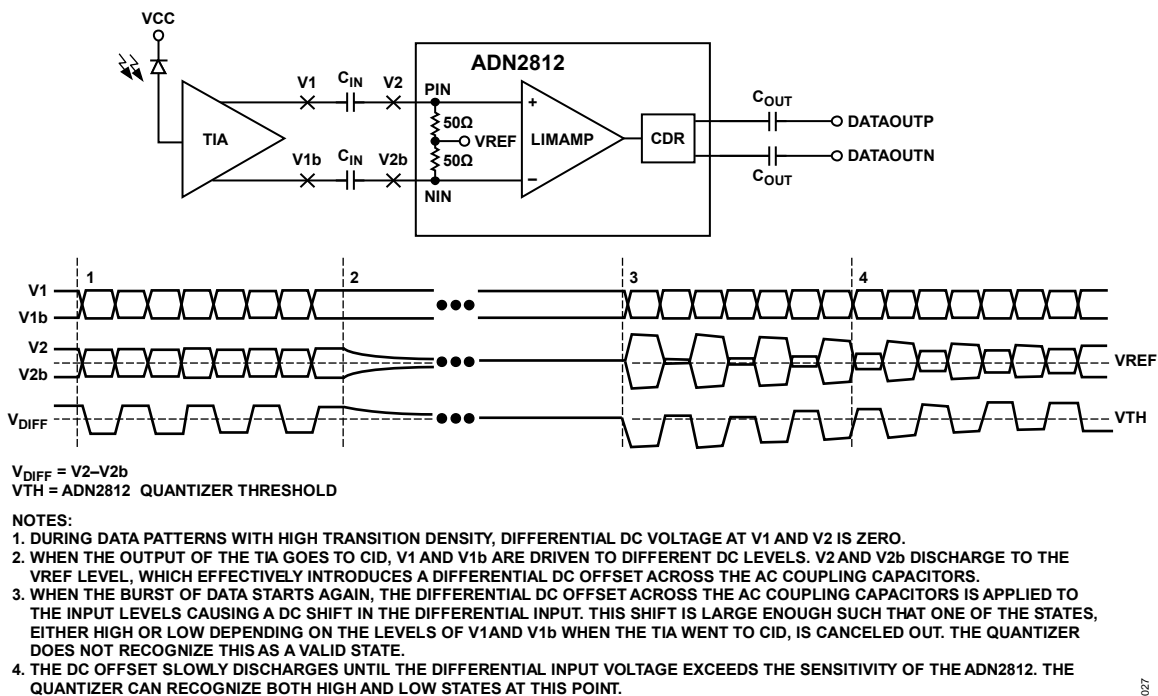 VCC
ADN2812
V1
C_IN
V2
PIN
TIA
50Ω
VREF
50Ω
+
LIMAMP
−
CDR
C_OUT
DATAOUTP
DATAOUTN
C_OUT
V1b
C_IN
V2b
NIN
1
2
3
4
V1
V1b
V2
V2b
VREF
V_DIFF
VTH
V_DIFF = V2–V2b
VTH = ADN2812 QUANTIZER THRESHOLD
NOTES:
1. DURING DATA PATTERNS WITH HIGH TRANSITION DENSITY, DIFFERENTIAL DC VOLTAGE AT V1 AND V2 IS ZERO.
2. WHEN THE OUTPUT OF THE TIA GOES TO CID, V1 AND V1b ARE DRIVEN TO DIFFERENT DC LEVELS. V2 AND V2b DISCHARGE TO THE
VREF LEVEL, WHICH EFFECTIVELY INTRODUCES A DIFFERENTIAL DC OFFSET ACROSS THE AC COUPLING CAPACITORS.
3. WHEN THE BURST OF DATA STARTS AGAIN, THE DIFFERENTIAL DC OFFSET ACROSS THE AC COUPLING CAPACITORS IS APPLIED TO
THE INPUT LEVELS CAUSING A DC SHIFT IN THE DIFFERENTIAL INPUT. THIS SHIFT IS LARGE ENOUGH SUCH THAT ONE OF THE STATES,
EITHER HIGH OR LOW DEPENDING ON THE LEVELS OF V1AND V1b WHEN THE TIA WENT TO CID, IS CANCELED OUT. THE QUANTIZER
DOES NOT RECOGNIZE THIS AS A VALID STATE.
4. THE DC OFFSET SLOWLY DISCHARGES UNTIL THE DIFFERENTIAL INPUT VOLTAGE EXCEEDS THE SENSITIVITY OF THE ADN2812. THE
QUANTIZER CAN RECOGNIZE BOTH HIGH AND LOW STATES AT THIS POINT.
027